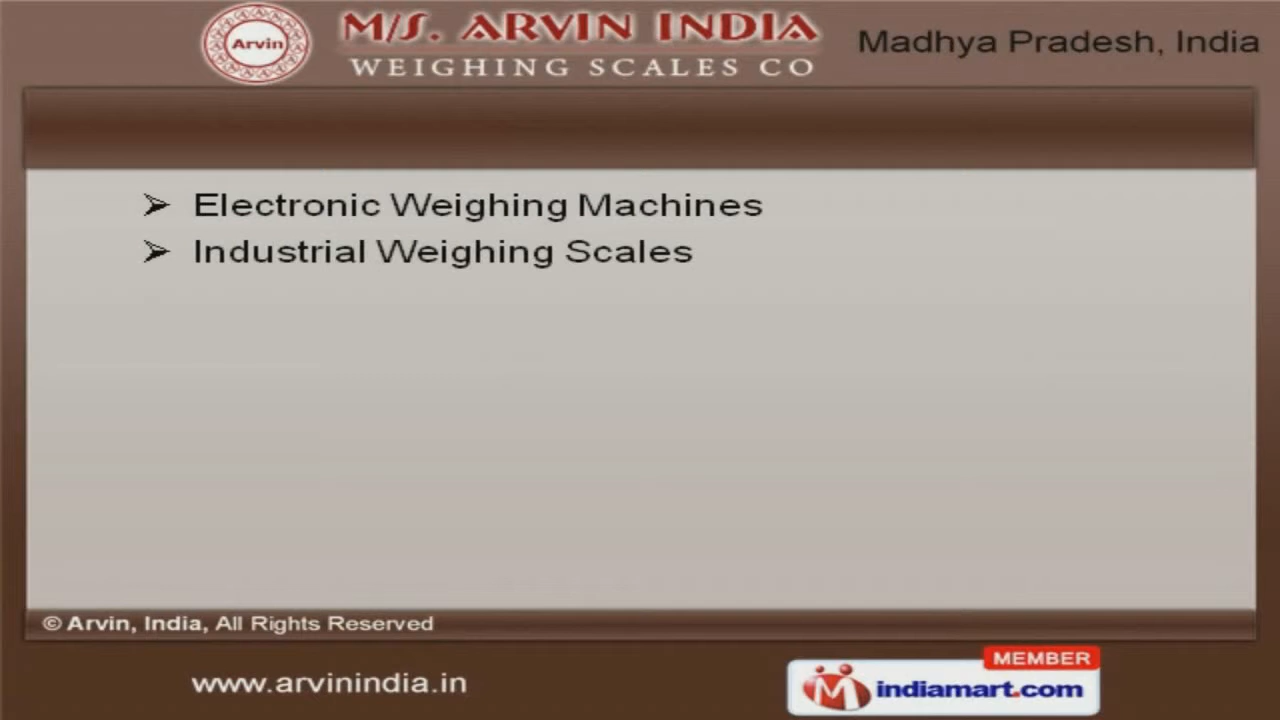 Arvin
M/S. ARVIN INDIA
WEIGHING SCALES CO
Madhya Pradesh, India
➢ Electronic Weighing Machines
➢ Industrial Weighing Scales
© Arvin, India, All Rights Reserved
www.arvinindia.in
MEMBER
indiamart.com